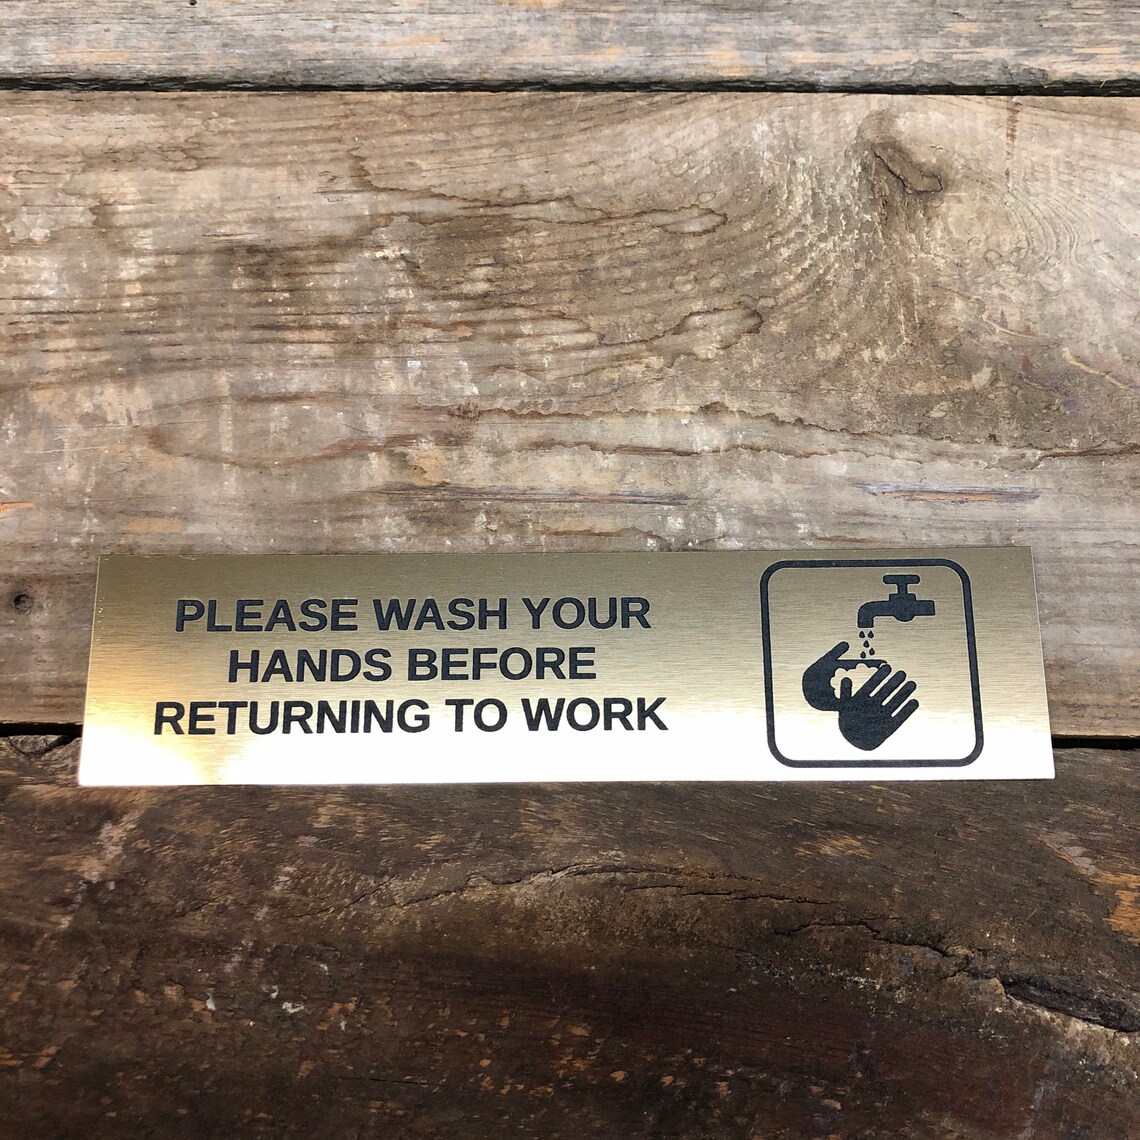 PLEASE WASH YOUR
HANDS BEFORE
RETURNING TO WORK